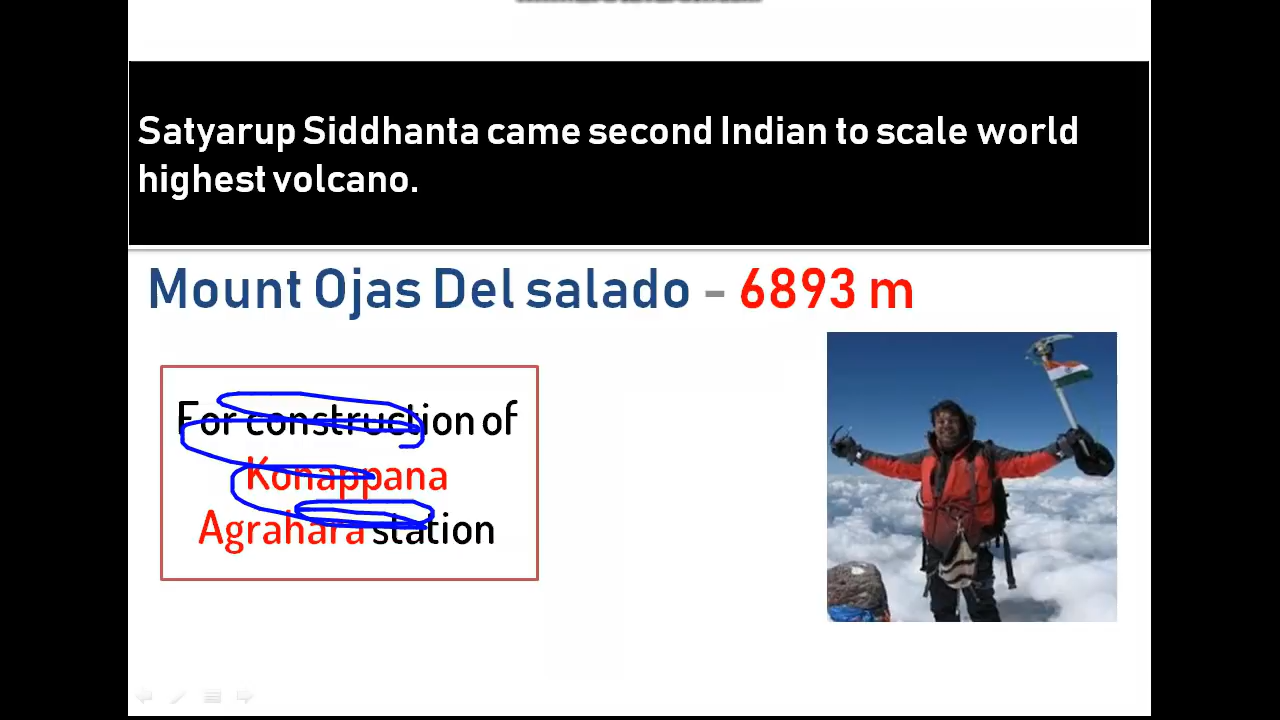 Satyarup Siddhanta came second Indian to scale world
highest volcano.
Mount Ojas Del salado - 6893 m
For construction of
Konappana
Agrahara station